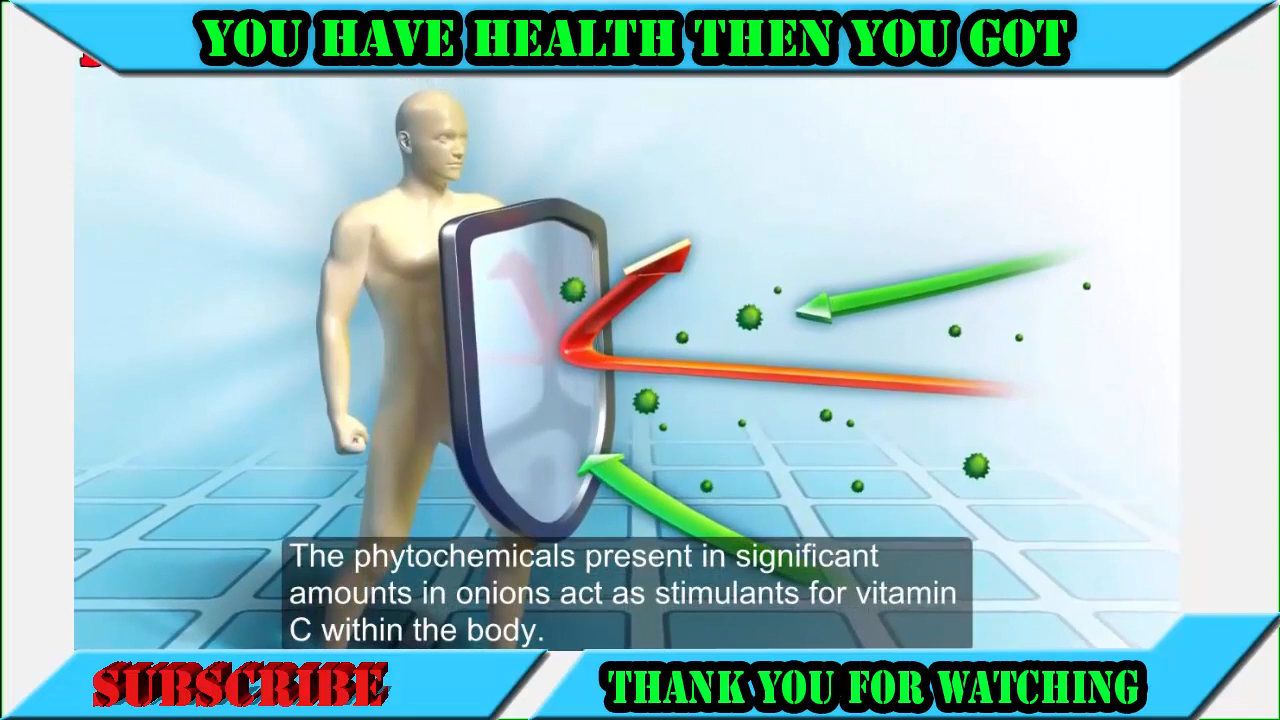 YOU HAVE HEALTH THEN YOU GOT
The phytochemicals present in significant
amounts in onions act as stimulants for vitamin
C within the body.
SUBSCRIBE
THANK YOU FOR WATCHING